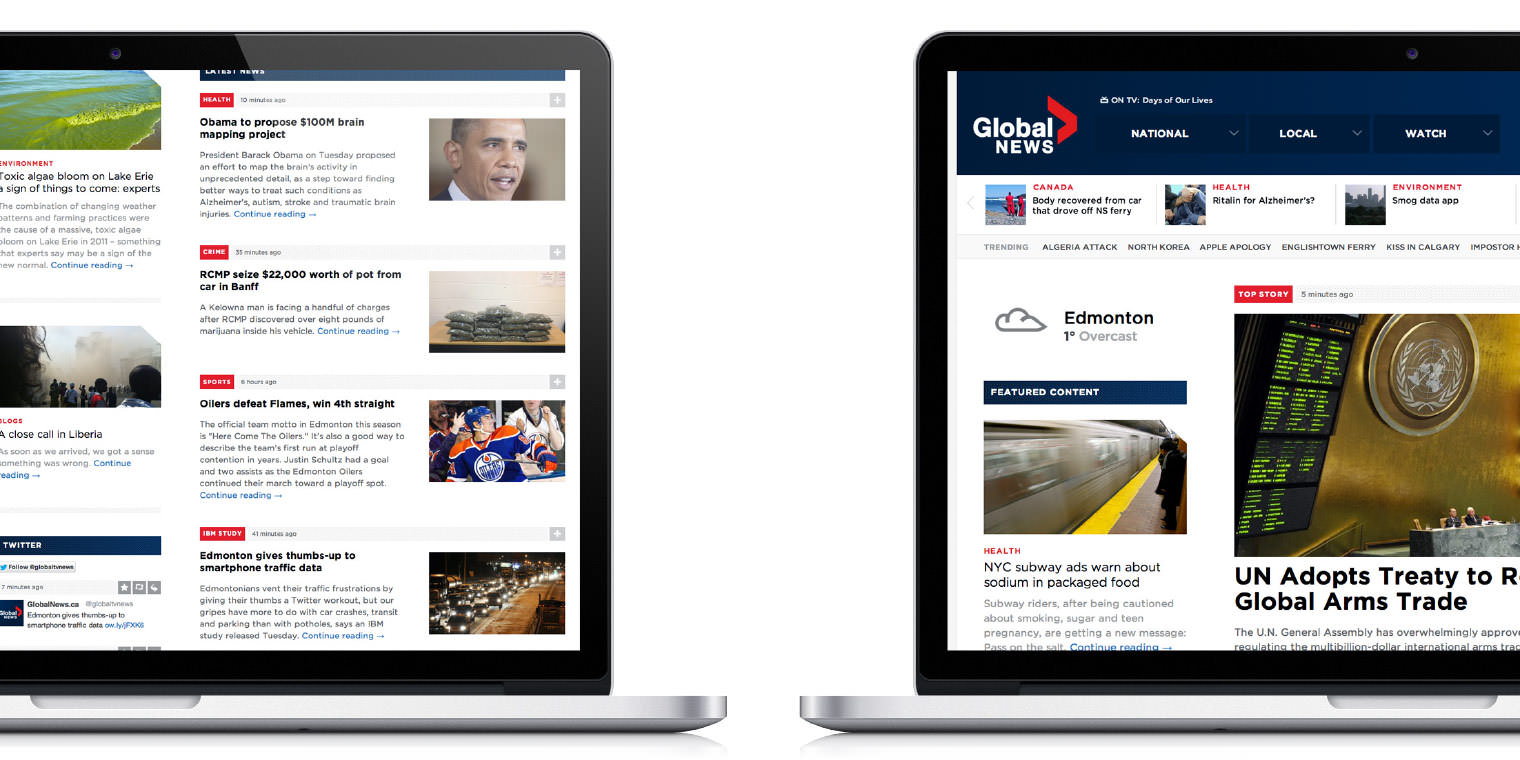 ENVIRONMENT
Toxic algae bloom on Lake Erie
a sign of things to come: experts
The combination of changing weather
patterns and farming practices were
the cause of a massive, toxic algae
bloom on Lake Erie in 2011 – something
that experts say may be a sign of the
new normal. Continue reading →
BLOGS
A close call in Liberia
As soon as we arrived, we got a sense
something was wrong. Continue
reading →
TWITTER
Follow @globaltvnews
7 minutes ago
GlobalNews.ca @globaltvnews
Edmonton gives thumbs-up to
smartphone traffic data ow.ly/jFXK6
Global
NEWS
LATEST NEWS
HEALTH 10 minutes ago
Obama to propose $100M brain
mapping project
President Barack Obama on Tuesday proposed
an effort to map the brain's activity in
unprecedented detail, as a step toward finding
better ways to treat such conditions as
Alzheimer's, autism, stroke and traumatic brain
injuries. Continue reading →
CRIME 35 minutes ago
RCMP seize $22,000 worth of pot from
car in Banff
A Kelowna man is facing a handful of charges
after RCMP discovered over eight pounds of
marijuana inside his vehicle. Continue reading →
SPORTS 6 hours ago
Oilers defeat Flames, win 4th straight
The official team motto in Edmonton this season
is "Here Come The Oilers." It's also a good way to
describe the team's first run at playoff
contention in years. Justin Schultz had a goal
and two assists as the Edmonton Oilers
continued their march toward a playoff spot.
Continue reading →
IBM STUDY 41 minutes ago
Edmonton gives thumbs-up to
smartphone traffic data
Edmontonians vent their traffic frustrations by
giving their thumbs a Twitter workout, but our
gripes have more to do with car crashes, transit
and parking than with potholes, says an IBM
study released Tuesday. Continue reading →
Global
NEWS
ON TV: Days of Our Lives
NATIONAL LOCAL WATCH
CANADA
Body recovered from car
that drove off NS ferry
HEALTH
Ritalin for Alzheimer's?
ENVIRONMENT
Smog data app
TRENDING ALGERIA ATTACK NORTH KOREA APPLE APOLOGY ENGLISHTOWN FERRY KISS IN CALGARY IMPOSTOR
Edmonton
1° Overcast
FEATURED CONTENT
HEALTH
NYC subway ads warn about
sodium in packaged food
Subway riders, after being cautioned
about smoking, sugar and teen
pregnancy, are getting a new message:
Pass on the salt. Continue reading →
TOP STORY 5 minutes ago
UN Adopts Treaty to R
Global Arms Trade
The U.N. General Assembly has overwhelmingly approve
regulating the multibillion-dollar international arms trad